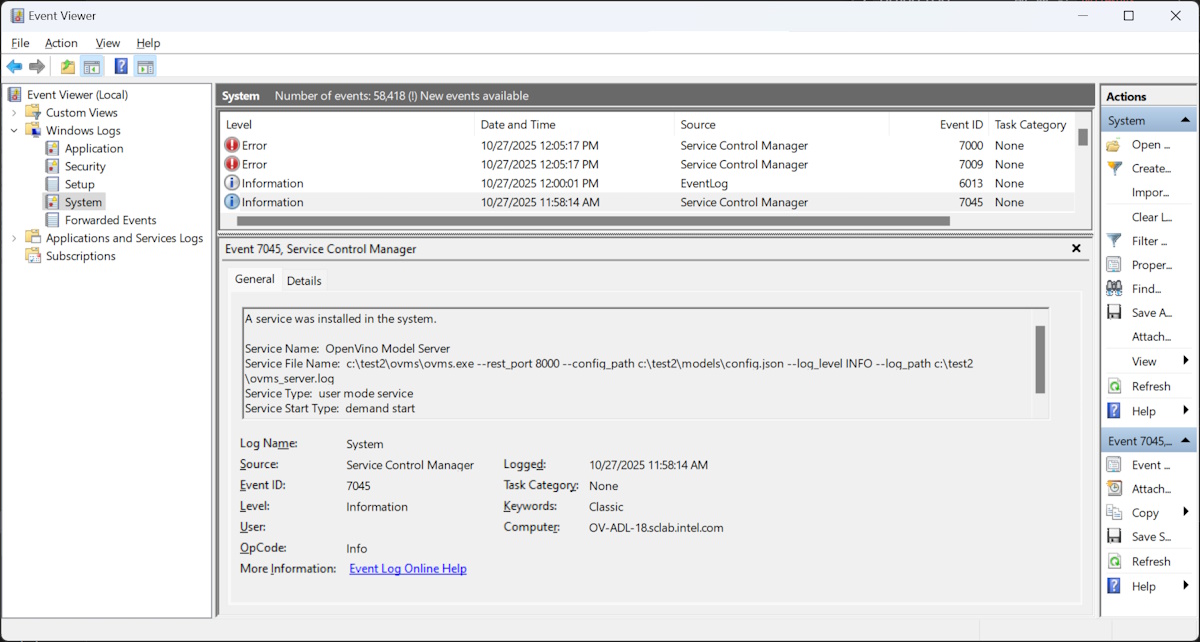 Event Viewer
File Action View Help
Event Viewer (Local)
Custom Views
Windows Logs
Application
Security
Setup
System
Forwarded Events
Applications and Services Logs
Subscriptions
System Number of events: 58,418 (!) New events available
Level Date and Time Source Event ID Task Category
Error 10/27/2025 12:05:17 PM Service Control Manager 7000 None
Error 10/27/2025 12:05:17 PM Service Control Manager 7009 None
Information 10/27/2025 12:00:01 PM EventLog 6013 None
Information 10/27/2025 11:58:14 AM Service Control Manager 7045 None
Event 7045, Service Control Manager
General Details
A service was installed in the system.
Service Name: OpenVino Model Server
Service File Name: c:\test2\ovms\ovms.exe --rest_port 8000 --config_path c:\test2\models\config.json --log_level INFO --log_path c:\test2
\ovms_server.log
Service Type: user mode service
Service Start Type: demand start
Log Name: System
Source: Service Control Manager Logged: 10/27/2025 11:58:14 AM
Event ID: 7045 Task Category: None
Level: Information Keywords: Classic
User: Computer: OV-ADL-18.sclab.intel.com
OpCode: Info
More Information: Event Log Online Help
Actions
System
Open ...
Create...
Impor...
Clear L...
Filter ...
Proper...
Find...
Save A...
Attach...
View
Refresh
Help
Event 7045,...
Event ...
Attach...
Copy
Save S...
Refresh
Help